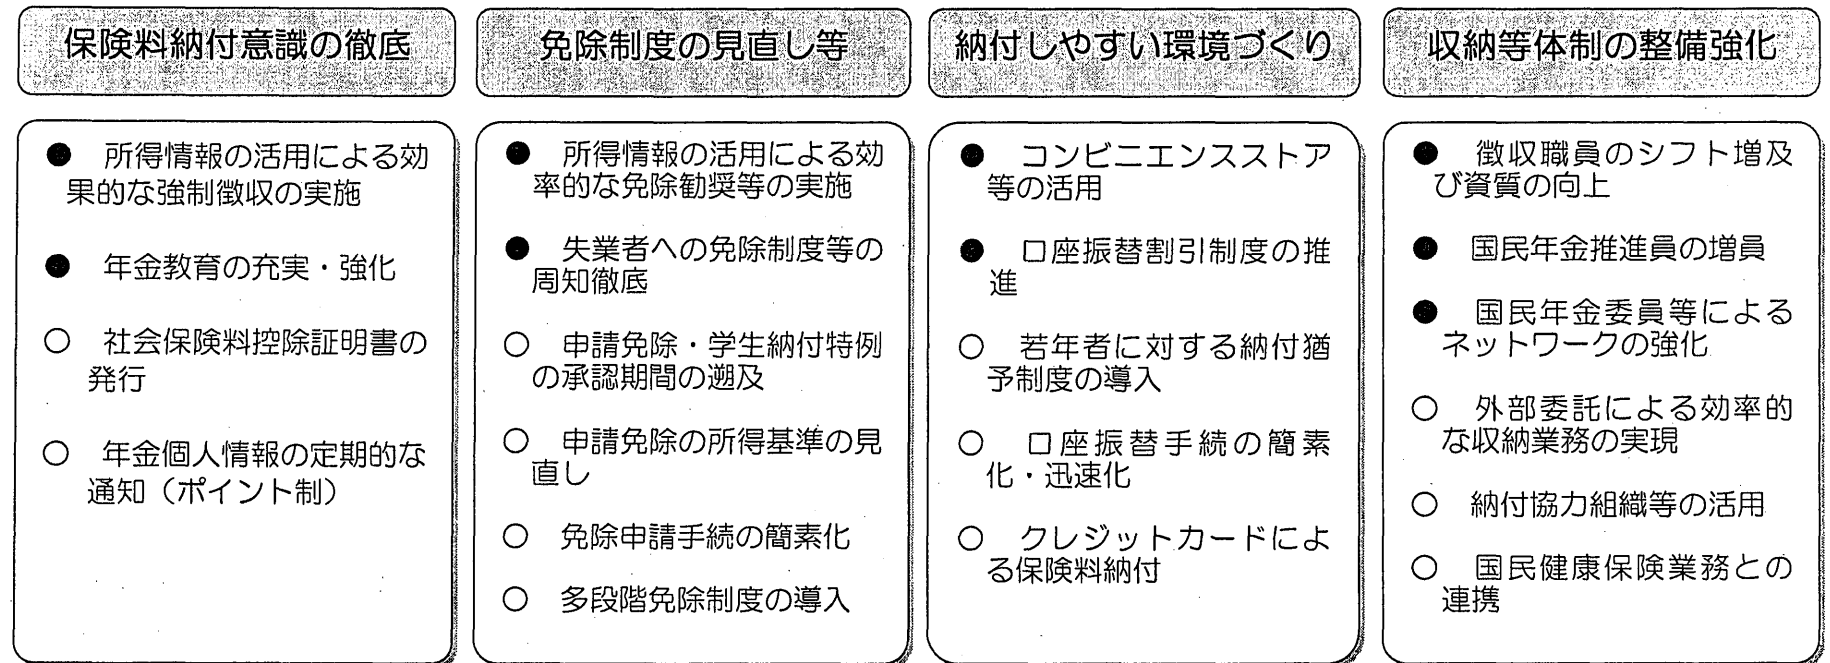 保険料納付意識の徹底
● 所得情報の活用による効
果的な強制徴収の実施
● 年金教育の充実・強化
○ 社会保険料控除証明書の
発行
○ 年金個人情報の定期的な
通知（ポイント制）
免除制度の見直し等
● 所得情報の活用による効
率的な免除勧奨等の実施
● 失業者への免除制度等の
周知徹底
○ 申請免除・学生納付特例
の承認期間の遡及
○ 申請免除の所得基準の見
直し
○ 免除申請手続の簡素化
○ 多段階免除制度の導入
納付しやすい環境づくり
● コンビニエンスストア
等の活用
● 口座振替割引制度の推
進
○ 若年者に対する納付猶
予制度の導入
○ 口座振替手続の簡素
化・迅速化
○ クレジットカードによ
る保険料納付
収納等体制の整備強化
● 徴収職員のシフト増及
び資質の向上
● 国民年金推進員の増員
● 国民年金委員等による
ネットワークの強化
○ 外部委託による効率的
な収納業務の実現
○ 納付協力組織等の活用
○ 国民健康保険業務との
連携